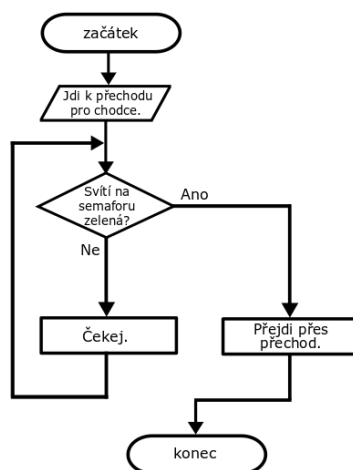 začátek
Jdi k přechodu
pro chodce.
Svítí na
semaforu
zelená?
Ano
Ne
Čekej.
Přejdi přes
přechod.
konec